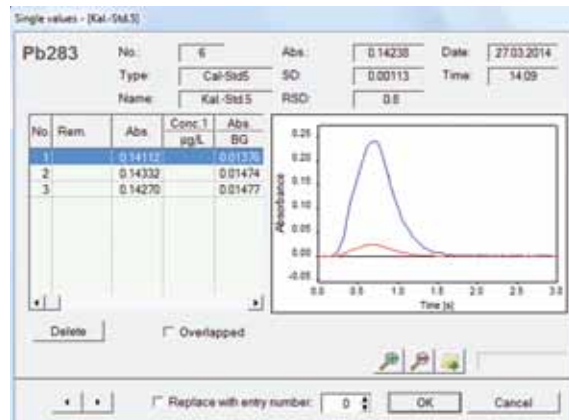 Single values - [Kal.-Std.5]
Pb283
No.: 6 Abs.: 0.14238 Date: 27.03.2014
Type: Cal-Std5 SD: 0.00113 Time: 14:09
Name: Kal.-Std.5 RSD: 0.8
No. Rem. Abs. Conc.1 µg/L Abs. BG
1 0.14112 0.01376
2 0.14332 0.01474
3 0.14270 0.01477
Absorbance
0.25
0.20
0.15
0.10
0.05
0.00
-0.05
0.0 0.5 1.0 1.5 2.0 2.5 3.0
Time [s]
Delete Overlapped
Replace with entry number: 0 OK Cancel